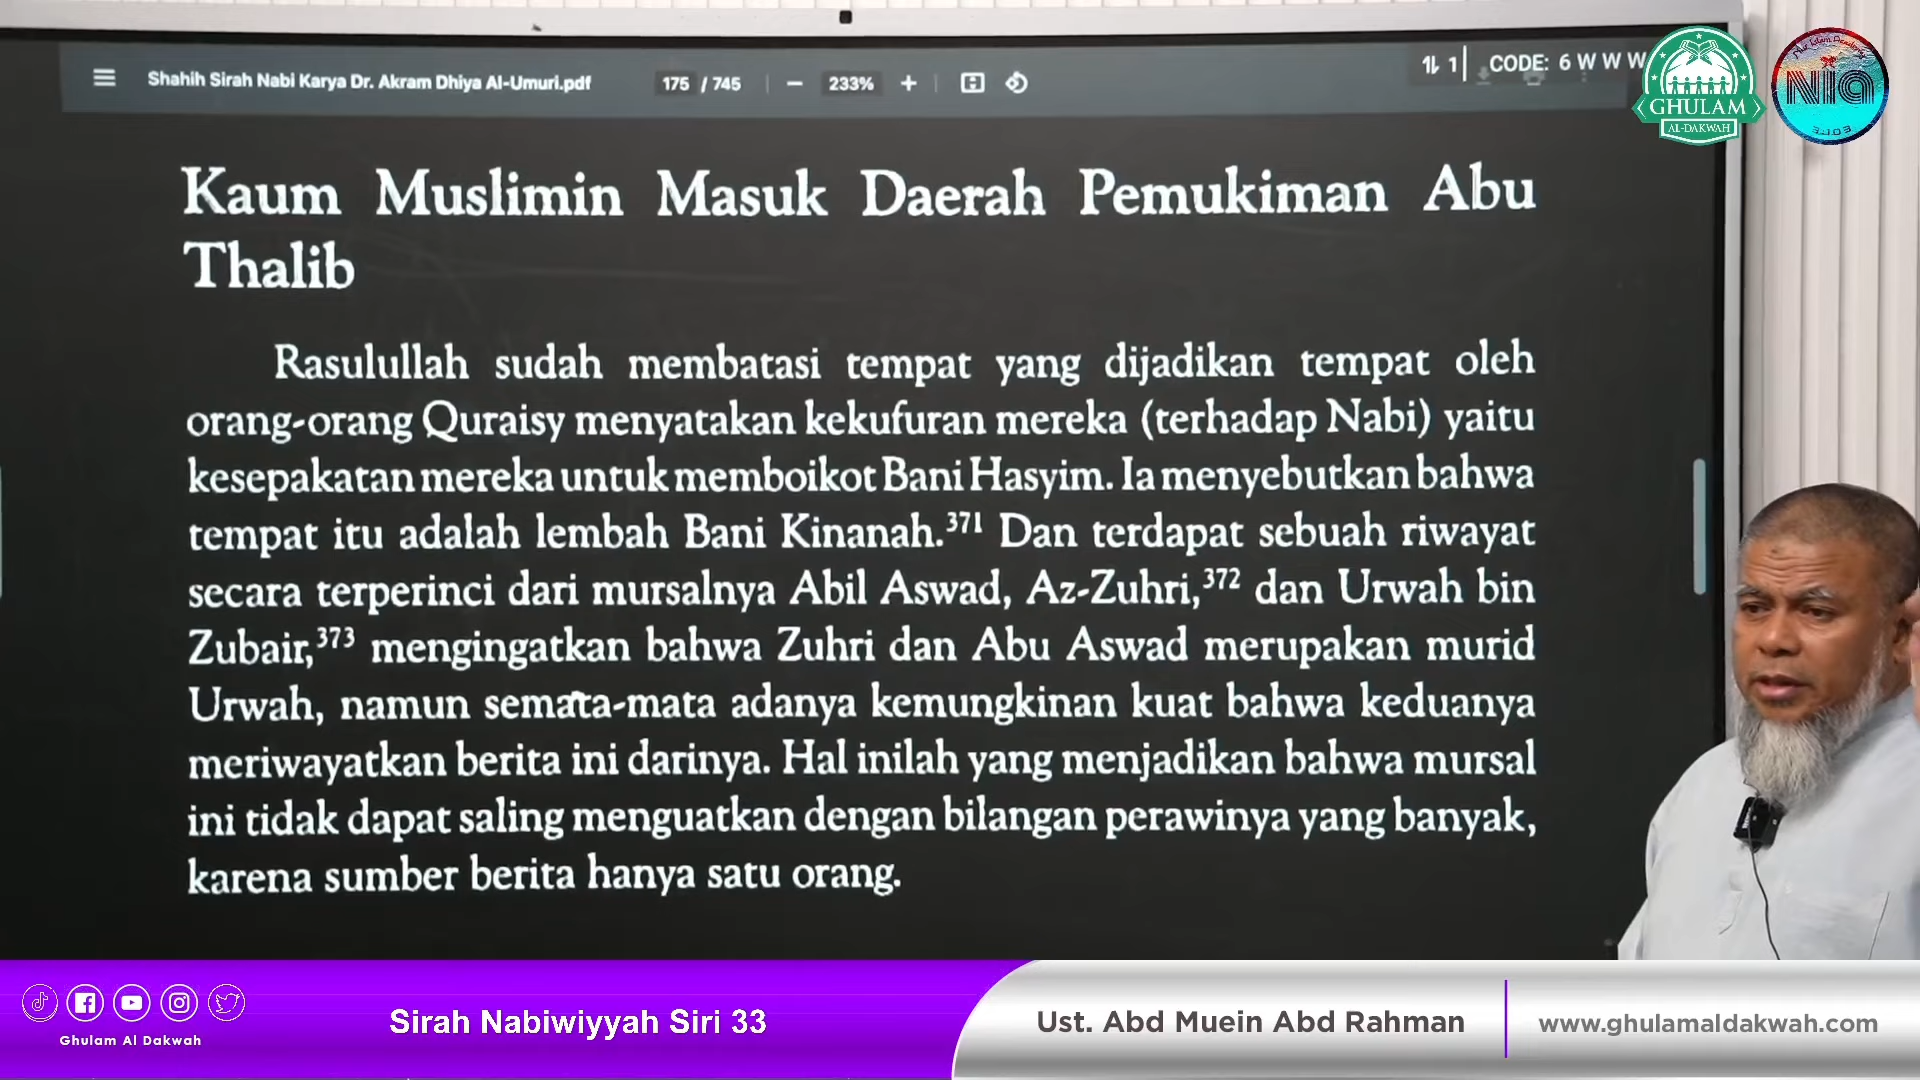 Shahih Sirah Nabi Karya Dr. Akram Dhiya Al-Umuri.pdf
175 / 745
233%
1
CODE: 6 W W W
GHULAM
AL-DAKWAH
Nur Islam Academy
NIA
EDLE
Kaum Muslimin Masuk Daerah Pemukiman Abu
Thalib
Rasulullah sudah membatasi tempat yang dijadikan tempat oleh
orang-orang Quraisy menyatakan kekufuran mereka (terhadap Nabi) yaitu
kesepakatan mereka untuk memboikot Bani Hasyim. Ia menyebutkan bahwa
tempat itu adalah lembah Bani Kinanah.371 Dan terdapat sebuah riwayat
secara terperinci dari mursalnya Abil Aswad, Az-Zuhri,372 dan Urwah bin
Zubair,373 mengingatkan bahwa Zuhri dan Abu Aswad merupakan murid
Urwah, namun semata-mata adanya kemungkinan kuat bahwa keduanya
meriwayatkan berita ini darinya. Hal inilah yang menjadikan bahwa mursal
ini tidak dapat saling menguatkan dengan bilangan perawinya yang banyak,
karena sumber berita hanya satu orang.
Ghulam Al Dakwah
Sirah Nabiwiyyah Siri 33
Ust. Abd Muein Abd Rahman
www.ghulamaldakwah.com